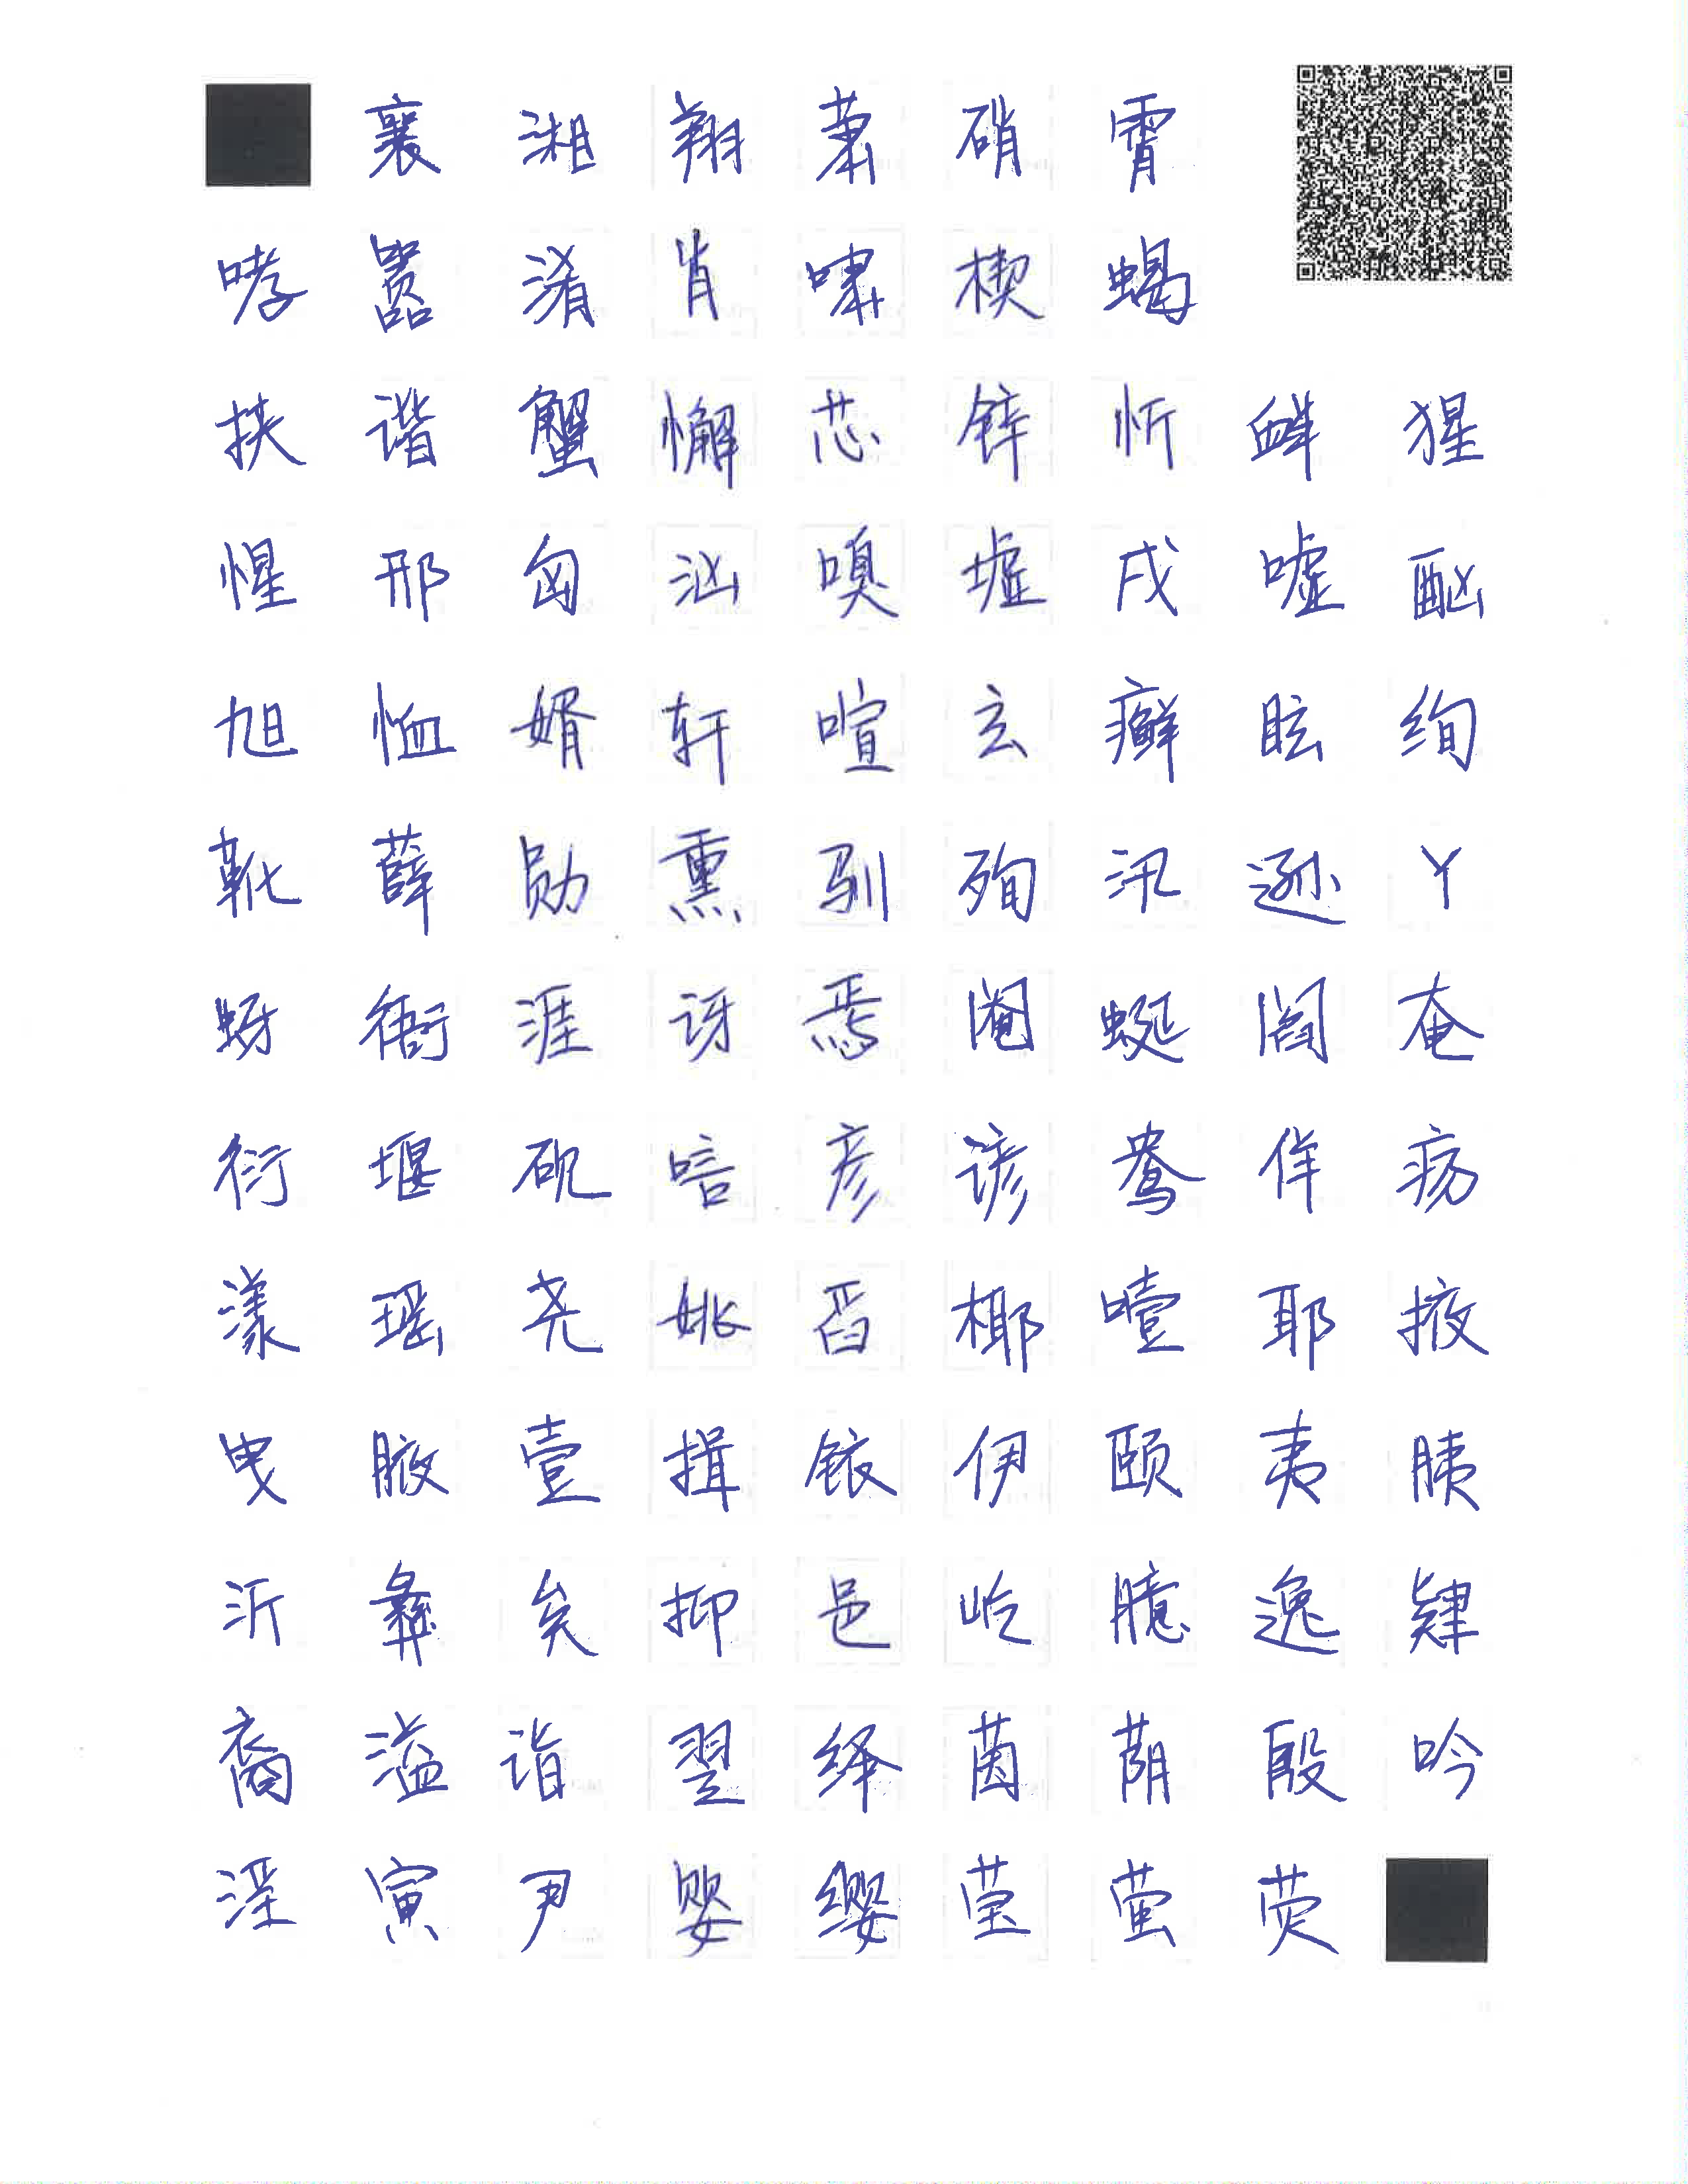 襄 湘 翔 萧 硝 霄
哮 嚣 淆 肖 啸 楔 蝎
挟 谐 蟹 懈 芯 锌 忻 衅 猩
惺 邢 匈 汹 嗅 墟 戌 嘘 酗
旭 恤 婿 轩 喧 玄 癣 眩 绚
靴 薛 勋 熏 驯 殉 汛 逊 丫
蚜 衙 涯 讶 焉 阉 蜒 阎 奄
衍 堰 砚 唁 彦 谚 鸯 佯 疡
漾 瑶 尧 姚 舀 椰 噎 耶 掖
曳 腋 壹 揖 铱 伊 颐 夷 胰
沂 彝 矣 抑 邑 屹 臆 逸 肄
裔 溢 诣 翌 绎 茵 荫 殷 吟
淫 寅 尹 婴 缨 莹 萤 荧